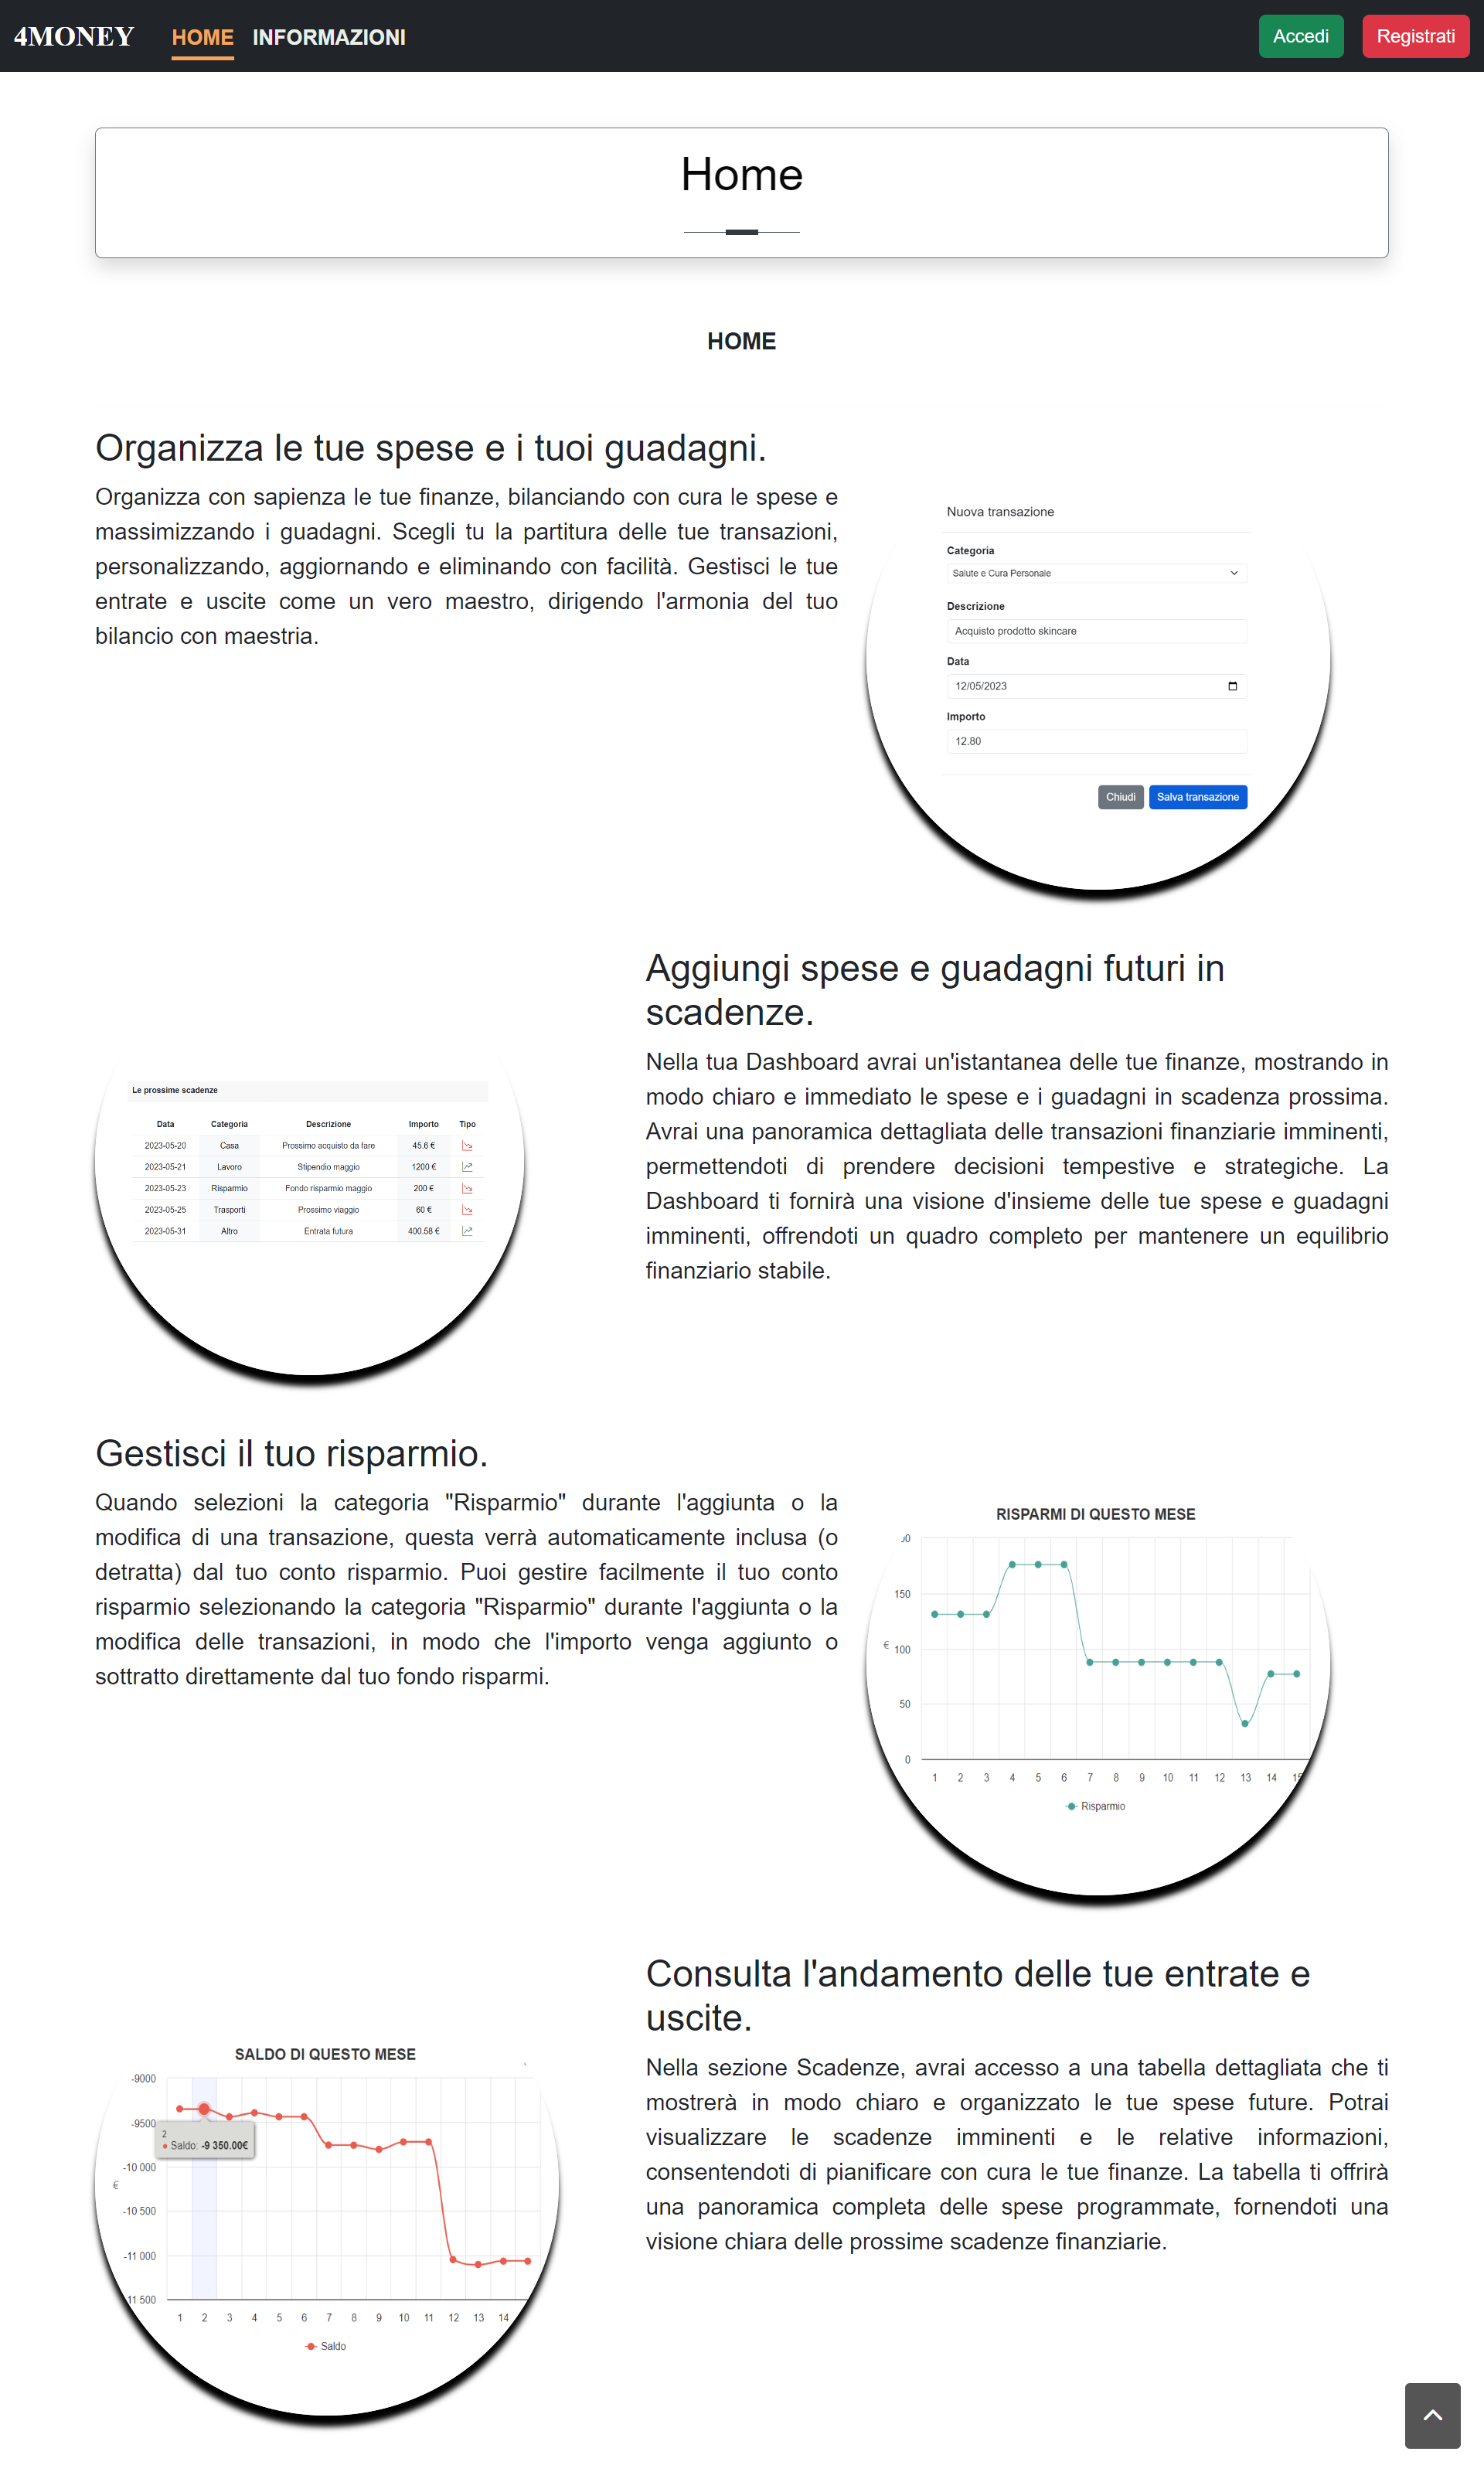 4MONEY HOME INFORMAZIONI Accedi Registrati
Home
HOME
Organizza le tue spese e i tuoi guadagni.
Organizza con sapienza le tue finanze, bilanciando con cura le spese e
massimizzando i guadagni. Scegli tu la partitura delle tue transazioni,
personalizzando, aggiornando e eliminando con facilità. Gestisci le tue
entrate e uscite come un vero maestro, dirigendo l'armonia del tuo
bilancio con maestria.
Nuova transazione
Categoria
Salute e Cura Personale
Descrizione
Acquisto prodotto skincare
Data
12/05/2023
Importo
12.80
Chiudi Salva transazione
Aggiungi spese e guadagni futuri in
scadenze.
Nella tua Dashboard avrai un'istantanea delle tue finanze, mostrando in
modo chiaro e immediato le spese e i guadagni in scadenza prossima.
Avrai una panoramica dettagliata delle transazioni finanziarie imminenti,
permettendoti di prendere decisioni tempestive e strategiche. La
Dashboard ti fornirà una visione d'insieme delle tue spese e guadagni
imminenti, offrendoti un quadro completo per mantenere un equilibrio
finanziario stabile.
Le prossime scadenze
Data Categoria Descrizione Importo Tipo
2023-05-20 Casa Prossimo acquisto da fare 45.6 €
2023-05-21 Lavoro Stipendio maggio 1200 €
2023-05-23 Risparmio Fondo risparmio maggio 200 €
2023-05-25 Trasporti Prossimo viaggio 60 €
2023-05-31 Altro Entrata futura 400.58 €
Gestisci il tuo risparmio.
Quando selezioni la categoria "Risparmio" durante l'aggiunta o la
modifica di una transazione, questa verrà automaticamente inclusa (o
detratta) dal tuo conto risparmio. Puoi gestire facilmente il tuo conto
risparmio selezionando la categoria "Risparmio" durante l'aggiunta o la
modifica delle transazioni, in modo che l'importo venga aggiunto o
sottratto direttamente dal tuo fondo risparmi.
RISPARMI DI QUESTO MESE
150
€ 100
50
0
1 2 3 4 5 6 7 8 9 10 11 12 13 14 15
Risparmio
Consulta l'andamento delle tue entrate e
uscite.
Nella sezione Scadenze, avrai accesso a una tabella dettagliata che ti
mostrerà in modo chiaro e organizzato le tue spese future. Potrai
visualizzare le scadenze imminenti e le relative informazioni,
consentendoti di pianificare con cura le tue finanze. La tabella ti offrirà
una panoramica completa delle spese programmate, fornendoti una
visione chiara delle prossime scadenze finanziarie.
SALDO DI QUESTO MESE
-9000
-9500
2
Saldo: -9 350.00€
-10 000
€
-10 500
-11 000
11 500
1 2 3 4 5 6 7 8 9 10 11 12 13 14
Saldo